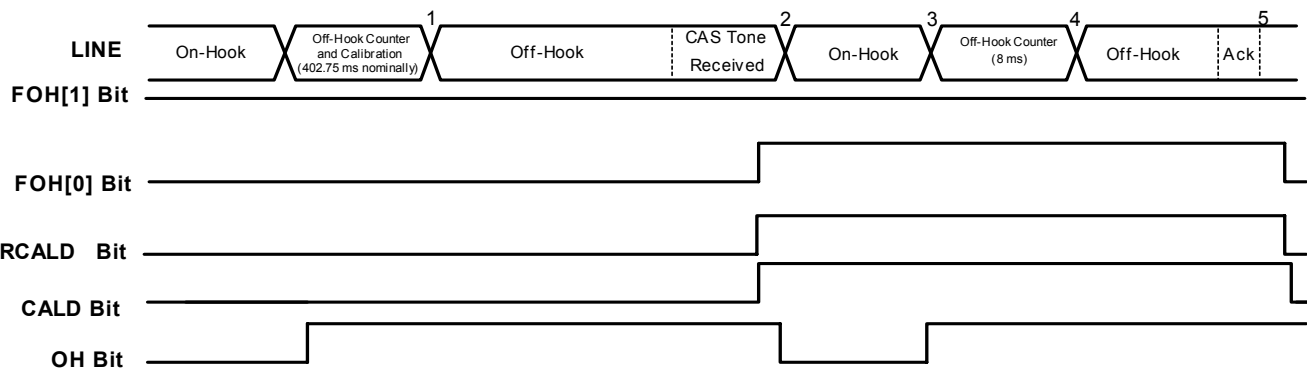 1 2 3 4 5
LINE
On-Hook
Off-Hook Counter
and Calibration
(402.75 ms nominally)
Off-Hook
CAS Tone
Received
On-Hook
Off-Hook Counter
(8 ms)
Off-Hook
Ack
FOH[1] Bit
FOH[0] Bit
RCALD Bit
CALD Bit
OH Bit